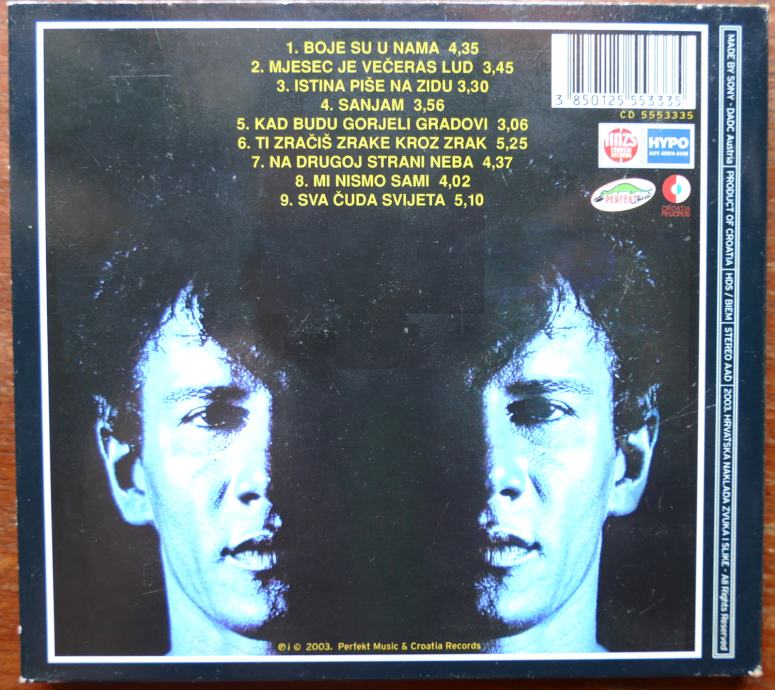 1. BOJE SU U NAMA 4,35
2. MJESEC JE VEČERAS LUD 3,45
3. ISTINA PIŠE NA ZIDU 3,30
4. SANJAM 3,56
5. KAD BUDU GORJELI GRADOVI 3,06
6. TI ZRAČIŠ ZRAKE KROZ ZRAK 5,25
7. NA DRUGOJ STRANI NEBA 4,37
8. MI NISMO SAMI 4,02
9. SVA ČUDA SVIJETA 5,10
3 850125 553335
CD 5553335
HNZS
HYPO
ALPE-ADRIA-BANK
PERFEKT
CROATIA
RECORDS
MADE BY SONY - DADC Austria | PRODUCT OF CROATIA | HDS / BIEM | STEREO AAD | 2003. HRVATSKA NAKLADA ZVUKA I SLIKE - All Rights Reserved
℗ i © 2003. Perfekt Music & Croatia Records